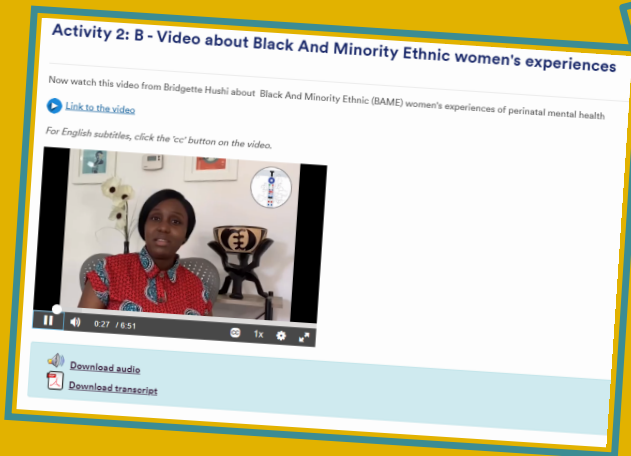 Activity 2: B - Video about Black And Minority Ethnic women's experiences
Now watch this video from Bridgette Hushi about Black And Minority Ethnic (BAME) women's experiences of perinatal mental health
Link to the video
For English subtitles, click the 'cc' button on the video.
0:27 / 6:51
cc
1x
Download audio
Download transcript